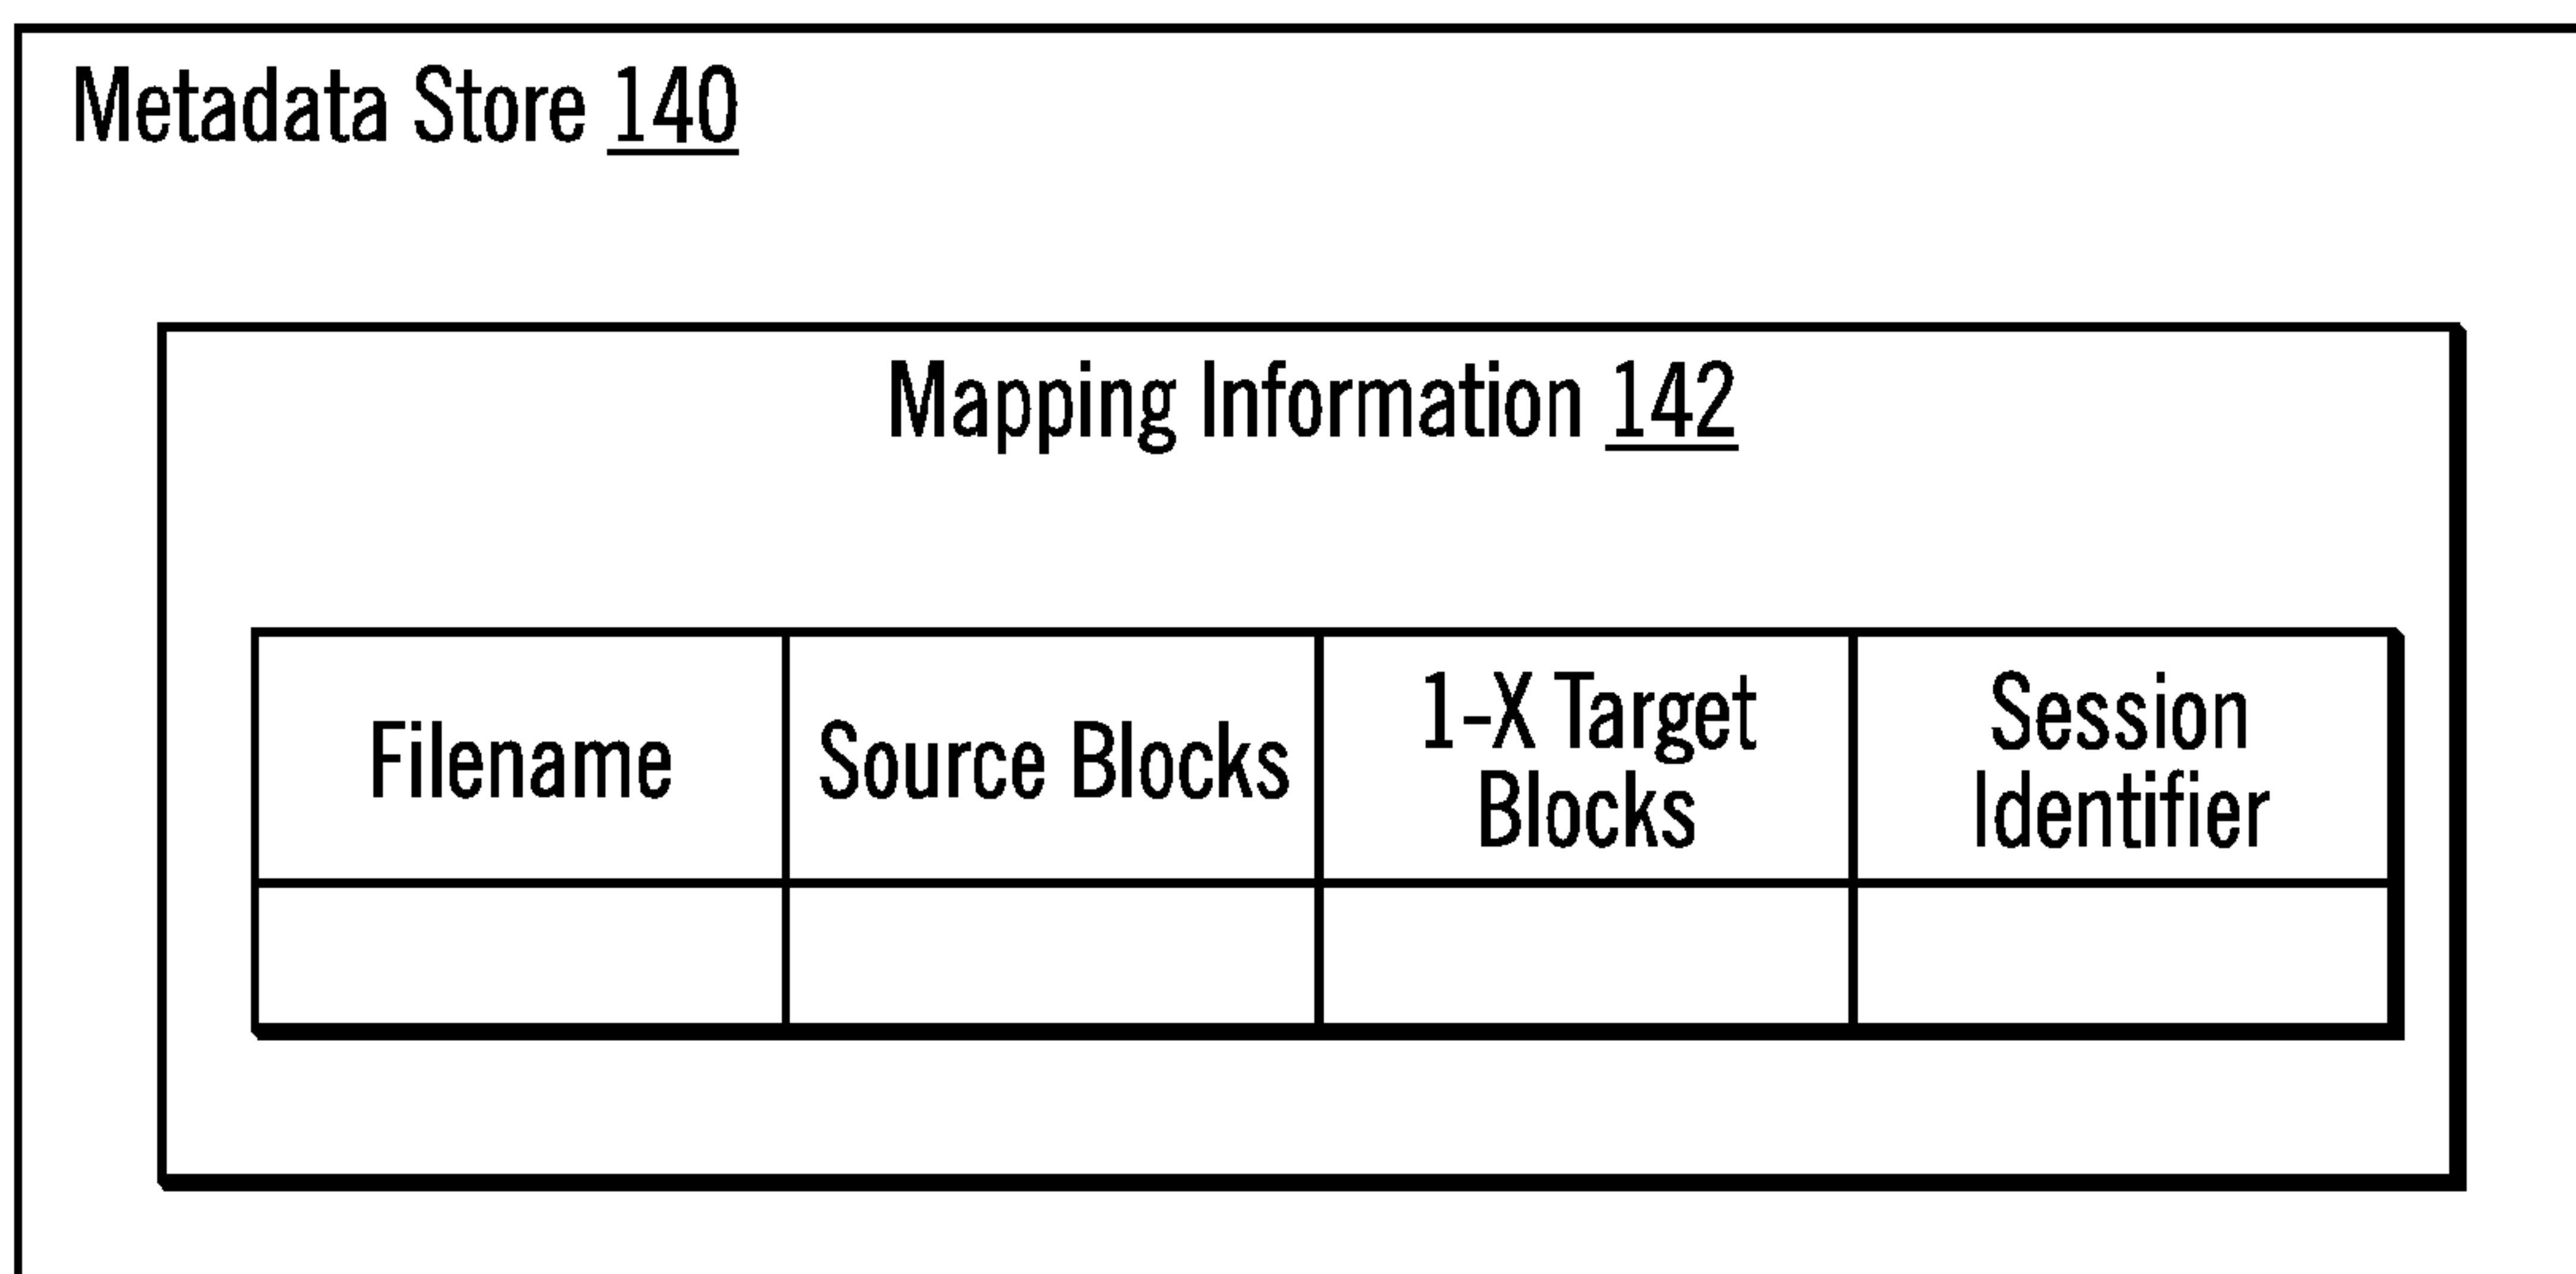 Metadata Store 140
Mapping Information 142
Filename
Source Blocks
1-X Target
Blocks
Session
Identifier